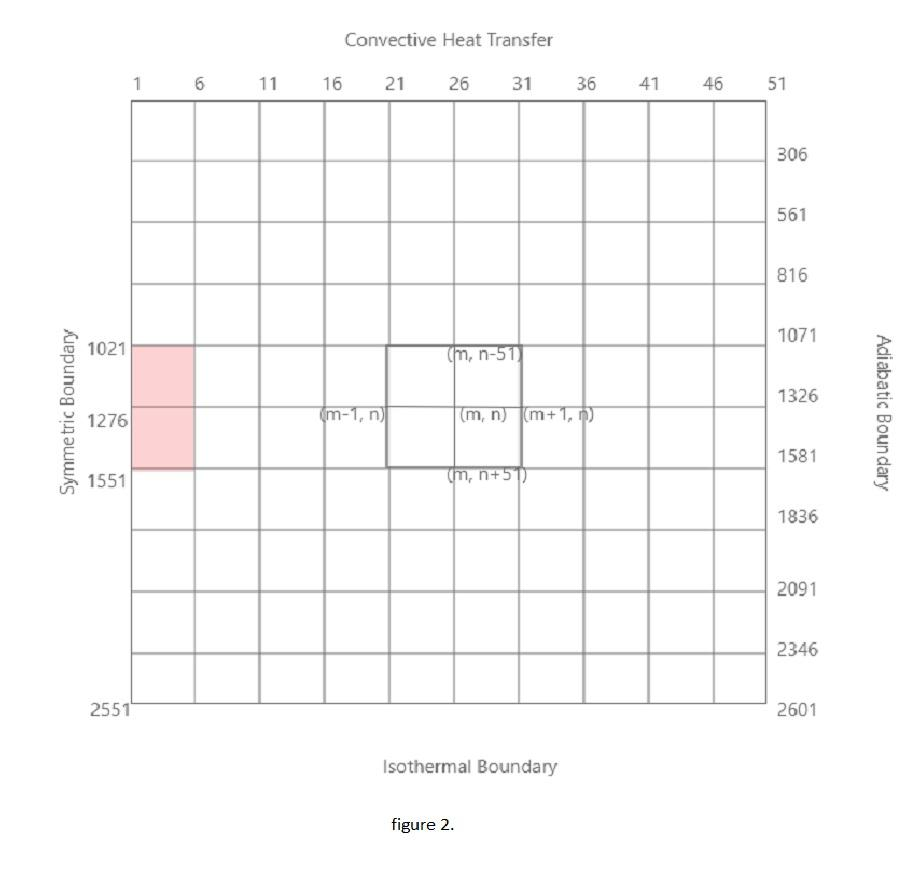 Convective Heat Transfer
1 6 11 16 21 26 31 36 41 46 51
306
561
816
1021
1071
(m, n-51)
1276
1326
(m-1, n) (m, n) (m+1, n)
1551
1581
(m, n+51)
1836
2091
2346
2551
2601
Symmetric Boundary
Adiabatic Boundary
Isothermal Boundary
figure 2.